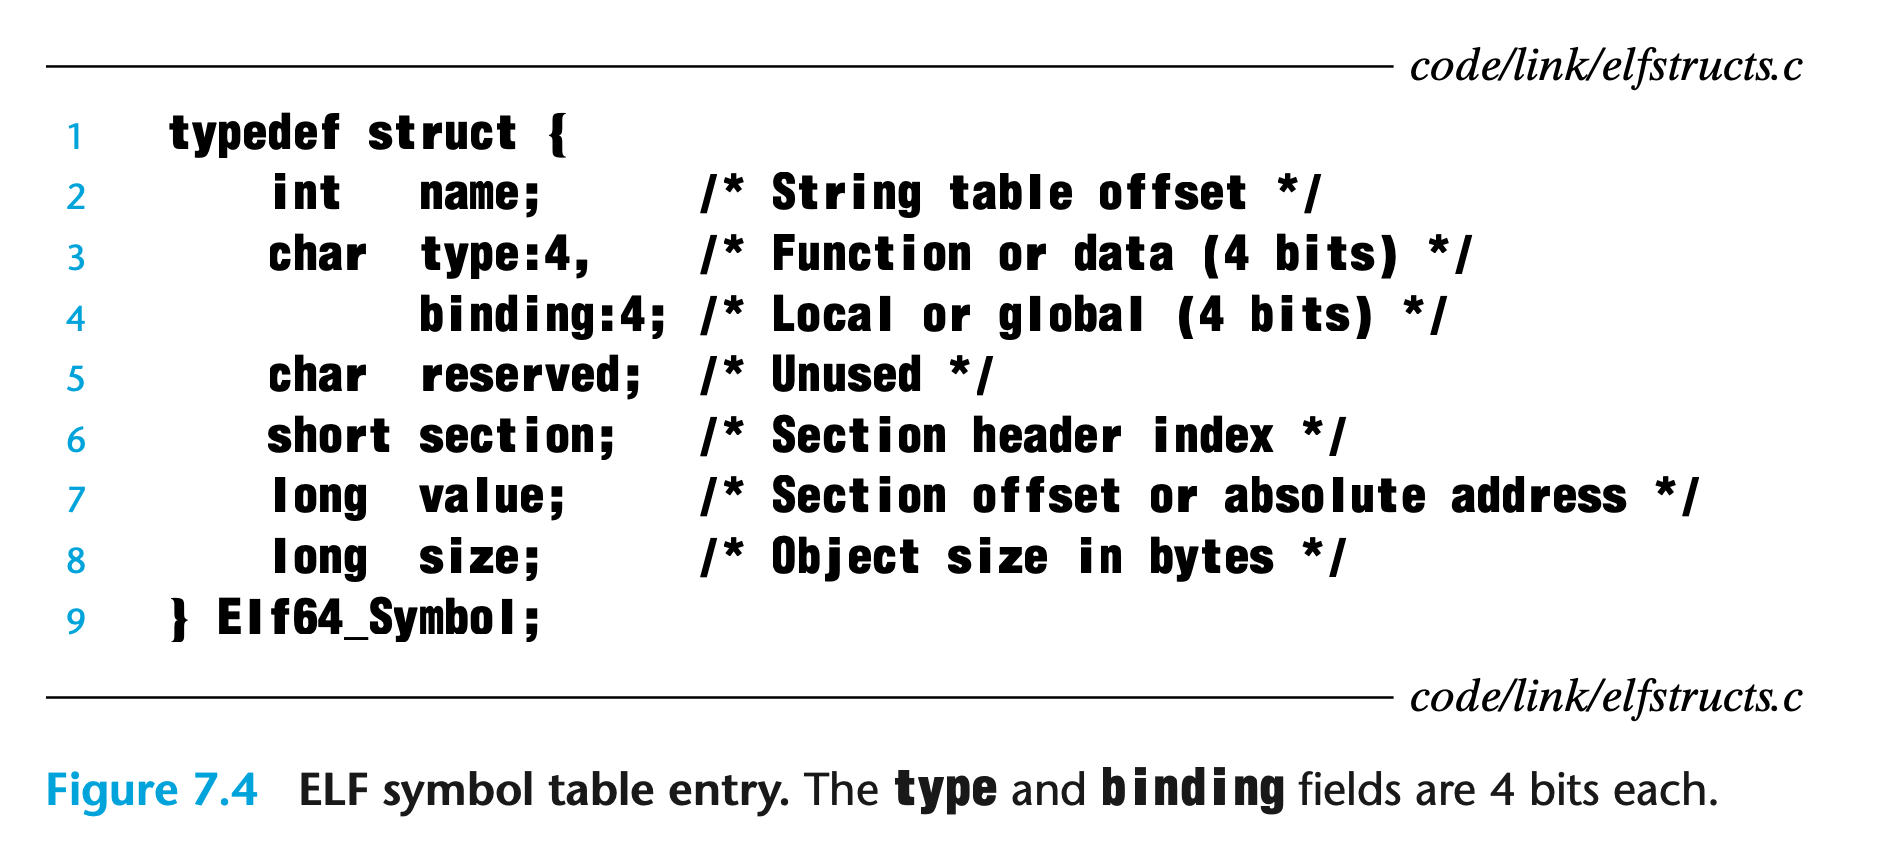 code/link/elfstructs.c
1 typedef struct {
2 int name; /* String table offset */
3 char type:4, /* Function or data (4 bits) */
4 binding:4; /* Local or global (4 bits) */
5 char reserved; /* Unused */
6 short section; /* Section header index */
7 long value; /* Section offset or absolute address */
8 long size; /* Object size in bytes */
9 } Elf64_Symbol;
code/link/elfstructs.c
Figure 7.4 ELF symbol table entry. The type and binding fields are 4 bits each.